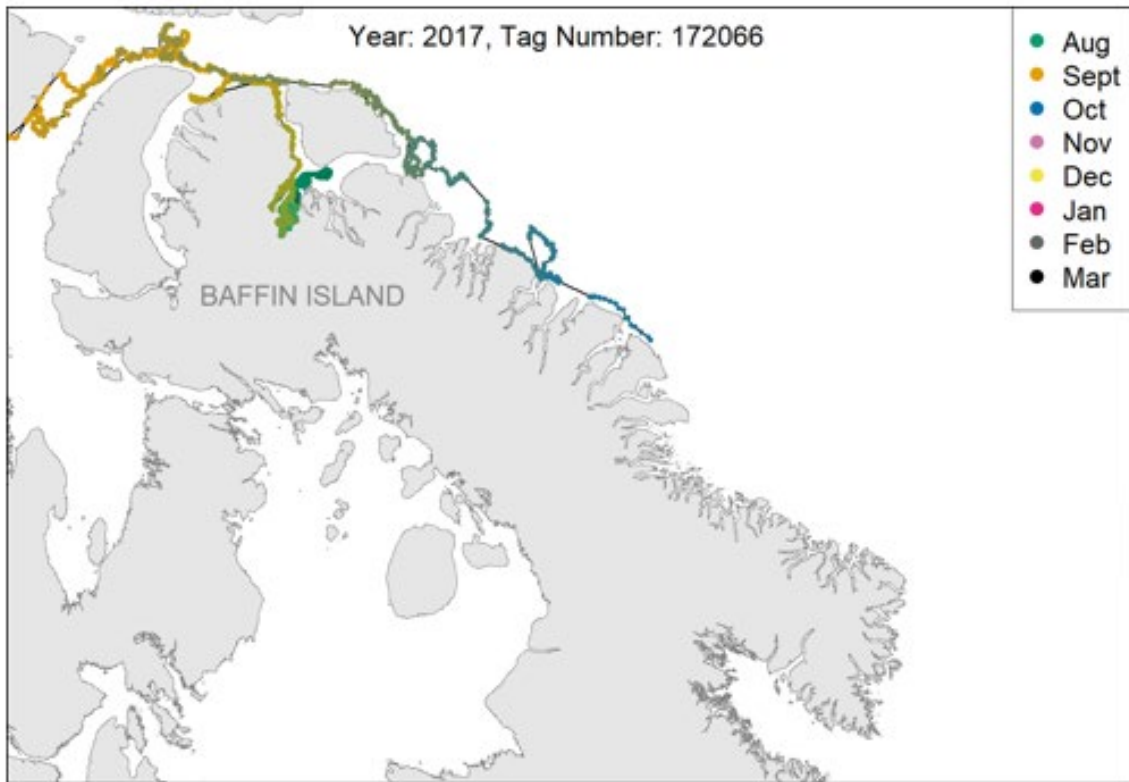 Year: 2017, Tag Number: 172066
Aug
Sept
Oct
Nov
Dec
Jan
Feb
Mar
BAFFIN ISLAND